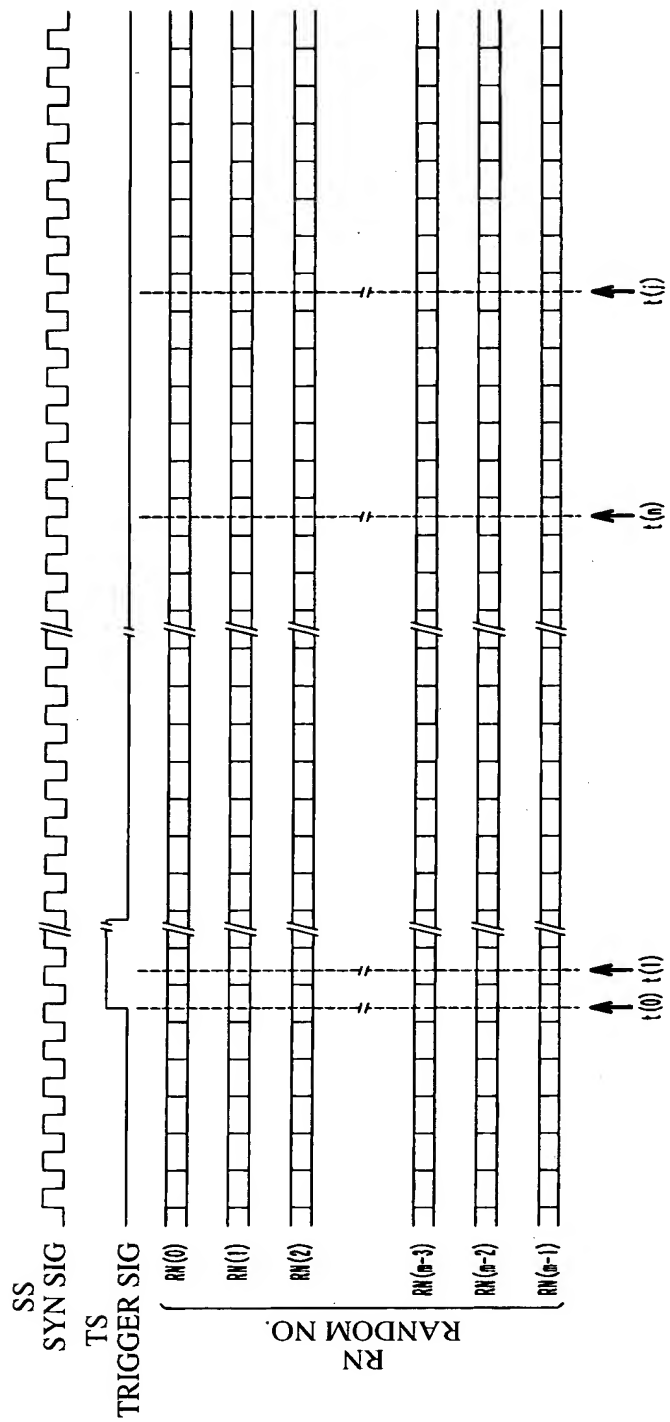 SS
SYN SIG
TS
TRIGGER SIG
RN(0)
RN(1)
RN(2)
RN(m-3)
RN(m-2)
RN(m-1)
RN
RANDOM NO.
t(0) t(1)
t(n)
t(j)